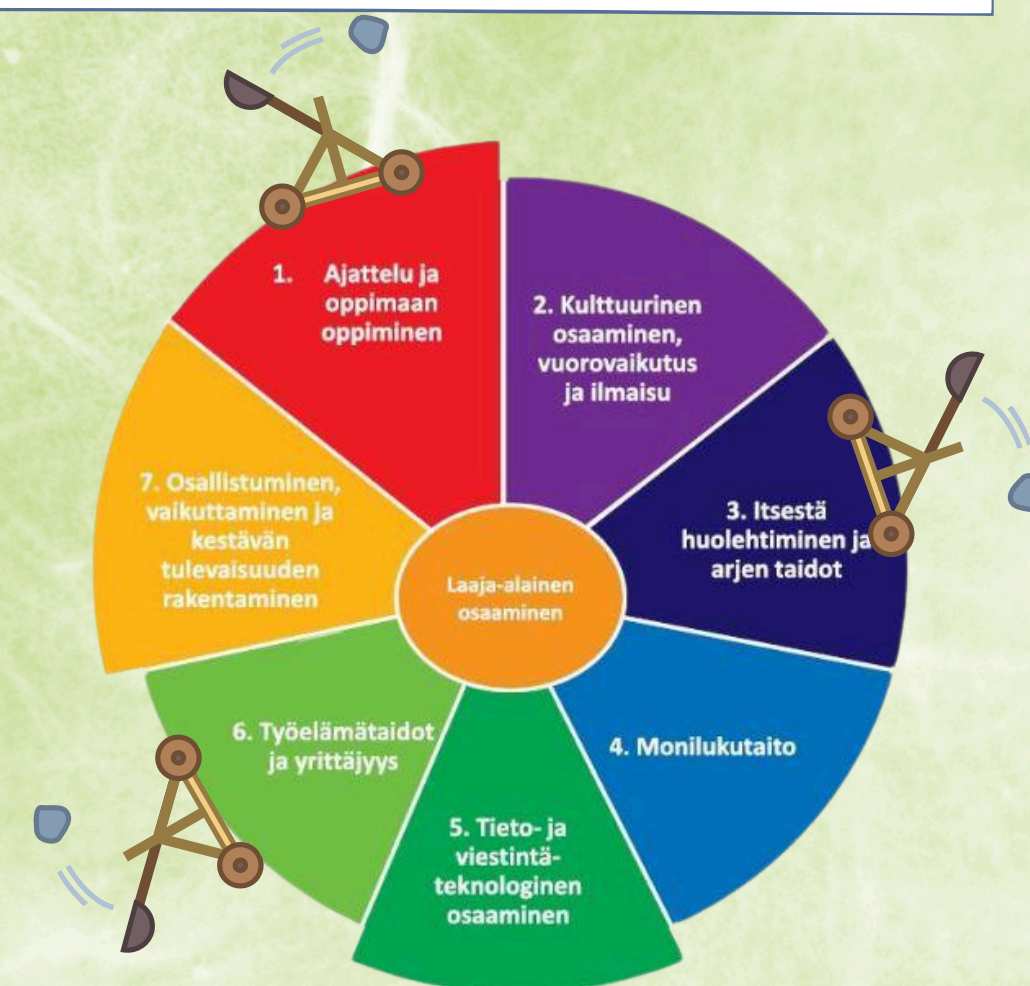 1. Ajattelu ja
oppimaan
oppiminen
2. Kulttuurinen
osaaminen,
vuorovaikutus
ja ilmaisu
3. Itsestä
huolehtiminen ja
arjen taidot
4. Monilukutaito
5. Tieto- ja
viestintä-
teknologinen
osaaminen
6. Työelämätaidot
ja yrittäjyys
7. Osallistuminen,
vaikuttaminen ja
kestävän
tulevaisuuden
rakentaminen
Laaja-alainen
osaaminen